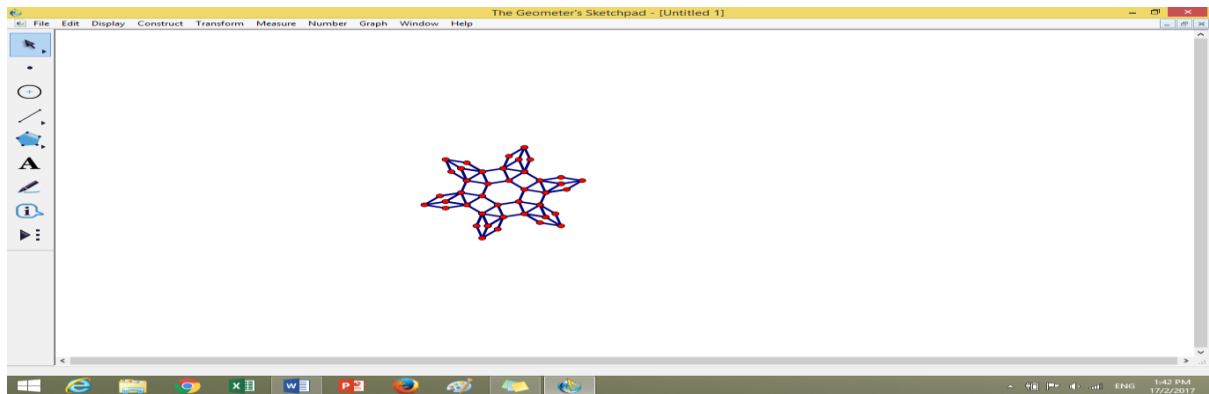 The Geometer's Sketchpad - [Untitled 1]
File Edit Display Construct Transform Measure Number Graph Window Help
A
ENG
1:42 PM
17/2/2017